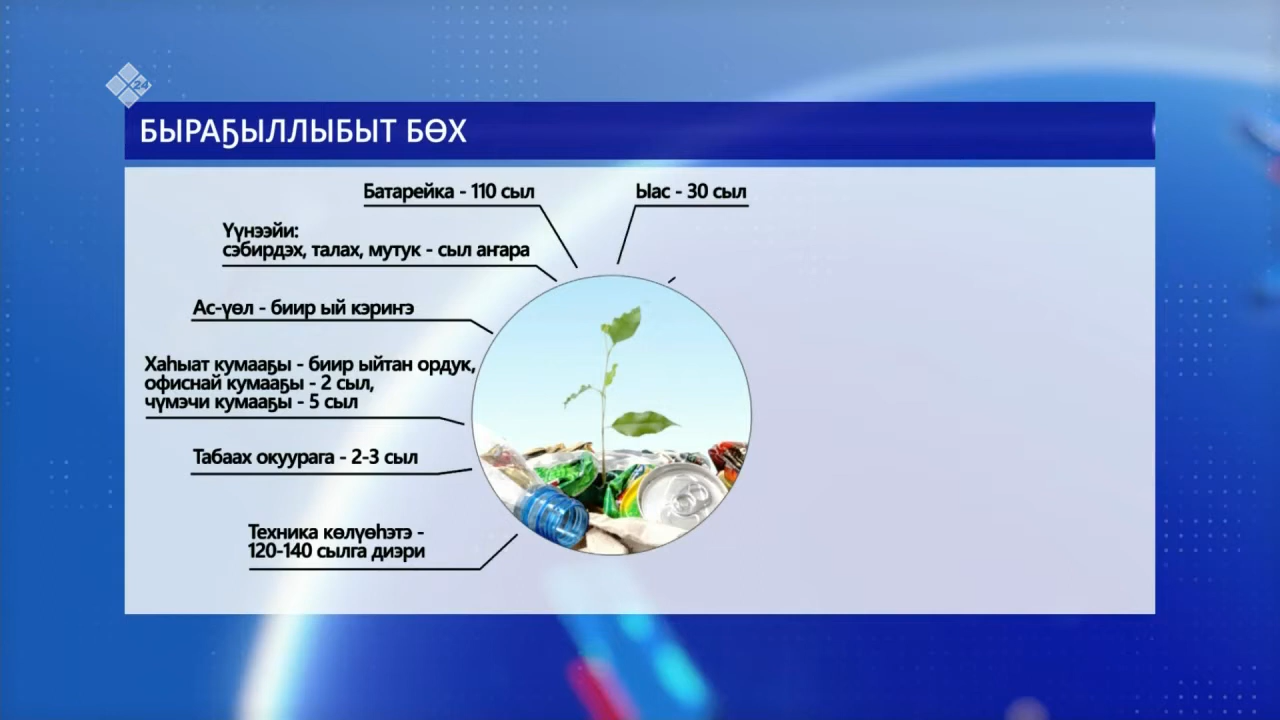 24
БЫРАҔЫЛЛЫБЫТ БӨХ
Батарейка - 110 сыл
Ыас - 30 сыл
Үүнээйи:
сэбирдэх, талах, мутук - сыл аҥара
Ас-үөл - биир ый кэриҥэ
Хаһыат кумааҕы - биир ыйтан ордук,
офиснай кумааҕы - 2 сыл,
чүмэчи кумааҕы - 5 сыл
Табаах окуурага - 2-3 сыл
Техника көлүөһэтэ -
120-140 сылга диэри